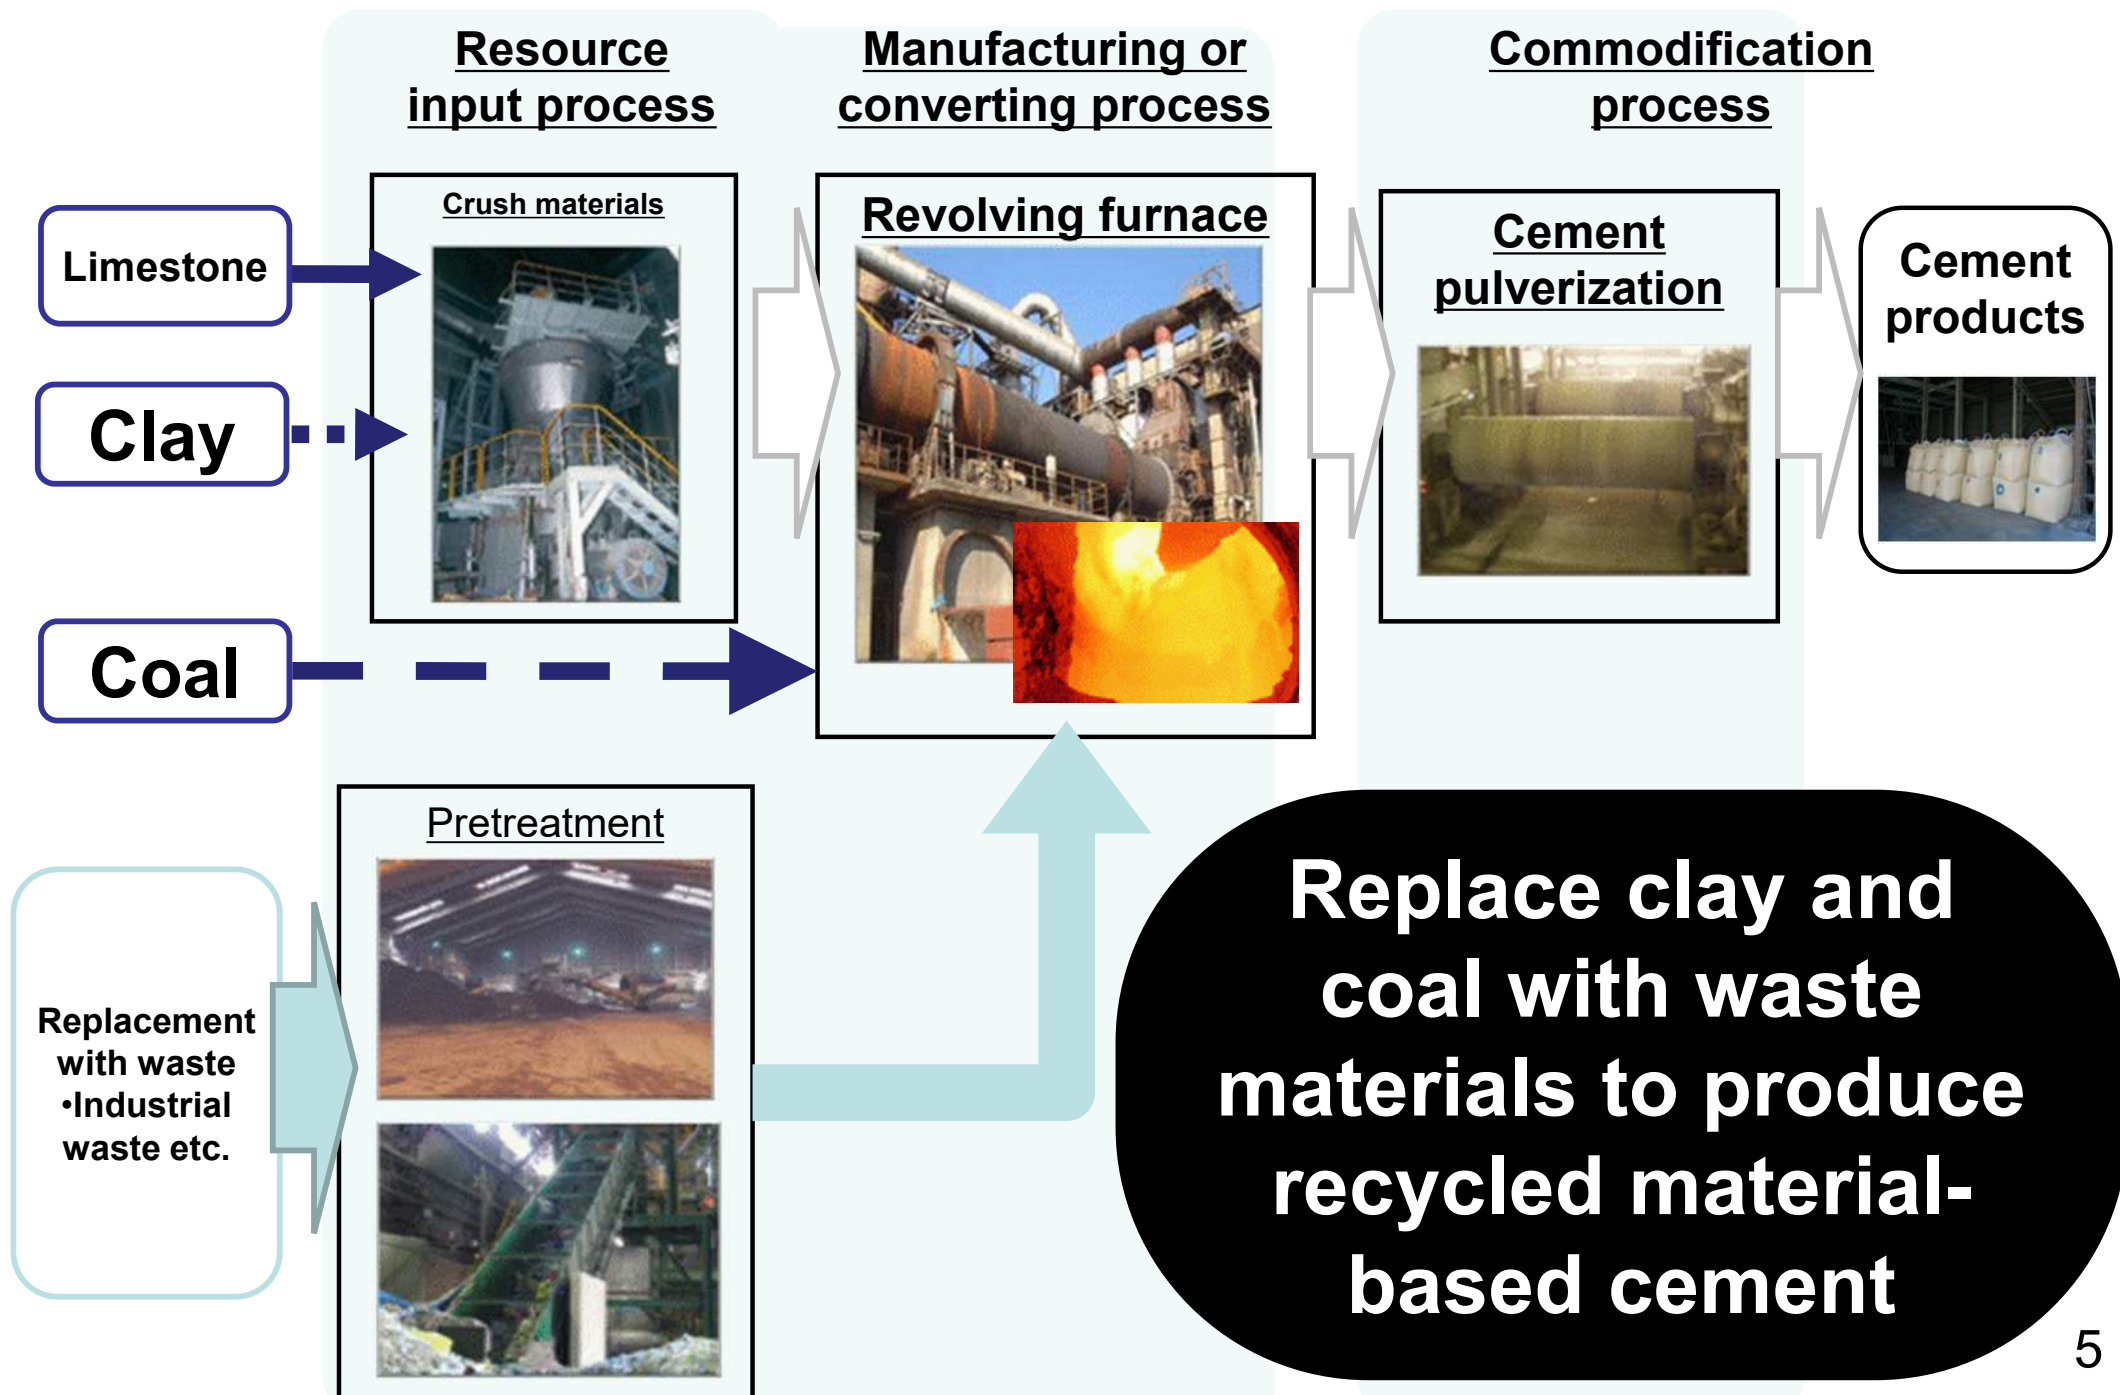 Resource
input process
Manufacturing or
converting process
Commodification
process
Crush materials
Revolving furnace
Cement
pulverization
Cement
products
Limestone
Clay
Coal
Pretreatment
Replacement
with waste
•Industrial
waste etc.
Replace clay and
coal with waste
materials to produce
recycled material-
based cement
5